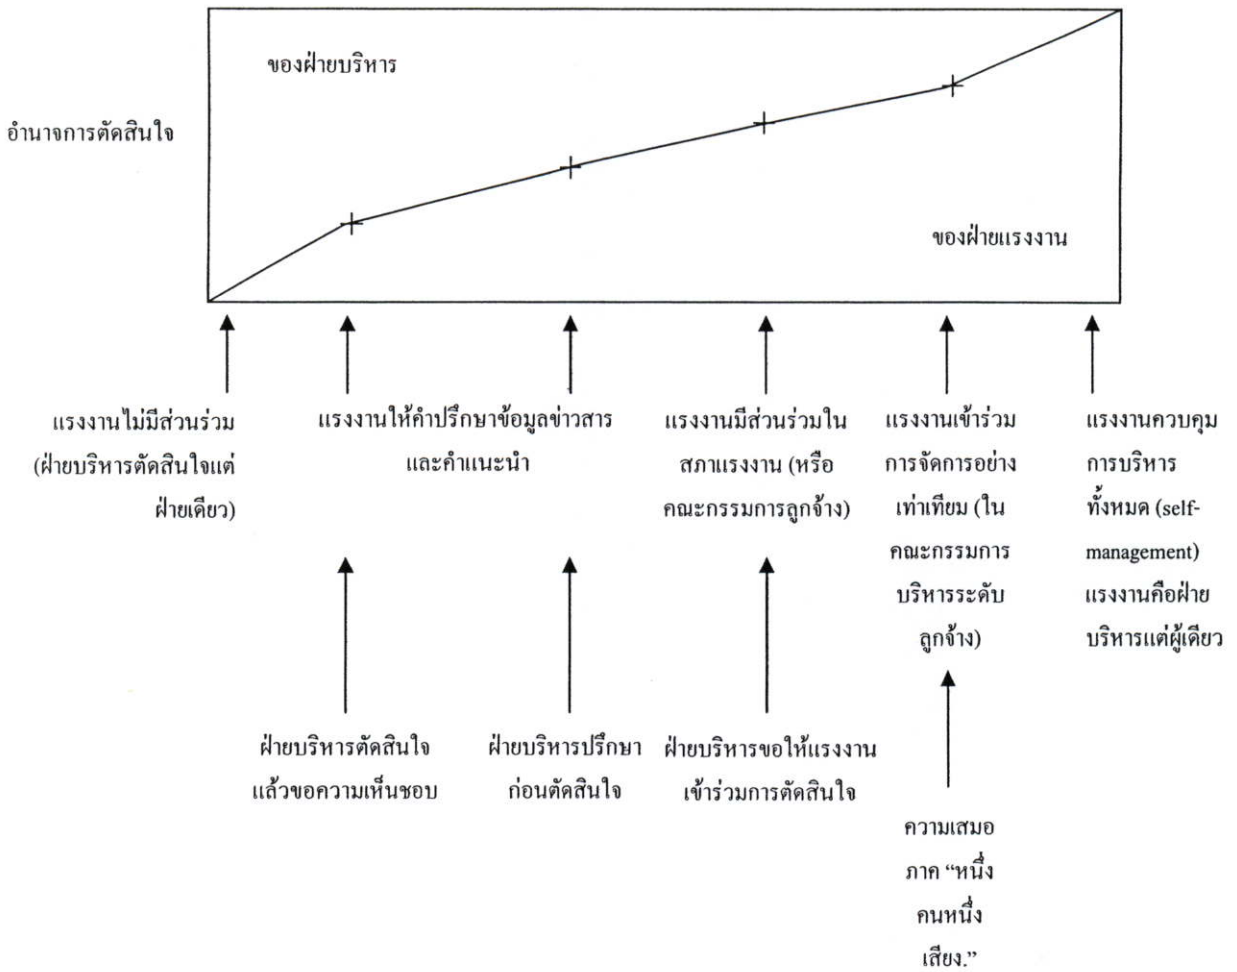 ของฝ่ายบริหาร
อำนาจการตัดสินใจ
ของฝ่ายแรงงาน
แรงงานไม่มีส่วนร่วม
(ฝ่ายบริหารตัดสินใจแต่
ฝ่ายเดียว)
แรงงานให้คำปรึกษาข้อมูลข่าวสาร
และคำแนะนำ
แรงงานมีส่วนร่วมใน
สภาแรงงาน (หรือ
คณะกรรมการลูกจ้าง)
แรงงานเข้าร่วม
การจัดการอย่าง
เท่าเทียม (ใน
คณะกรรมการ
บริหารระดับ
ลูกจ้าง)
แรงงานควบคุม
การบริหาร
ทั้งหมด (self-
management)
แรงงานคือฝ่าย
บริหารแต่ผู้เดียว
ฝ่ายบริหารตัดสินใจ
แล้วขอความเห็นชอบ
ฝ่ายบริหารปรึกษา
ก่อนตัดสินใจ
ฝ่ายบริหารขอให้แรงงาน
เข้าร่วมการตัดสินใจ
ความเสมอ
ภาค “หนึ่ง
คนหนึ่ง
เสียง.”